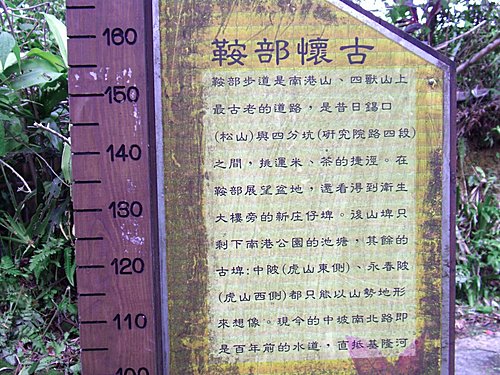 鞍部懷古
鞍部步道是南港山、四獸山上
最古老的道路，是昔日錫口
(松山)與四分坑(研究院路四段)
之間，挑運米、茶的捷徑。在
鞍部展望盆地，還看得到衛生
大樓旁的新庄仔埤。後山埤只
剩下南港公園的池塘，其餘的
古埤:中陂(虎山東側)、永春陂
(虎山西側)都只能以山勢地形
來想像。現今的中坡南北路即
是百年前的水道，直抵基隆河
160
150
140
130
120
110
100